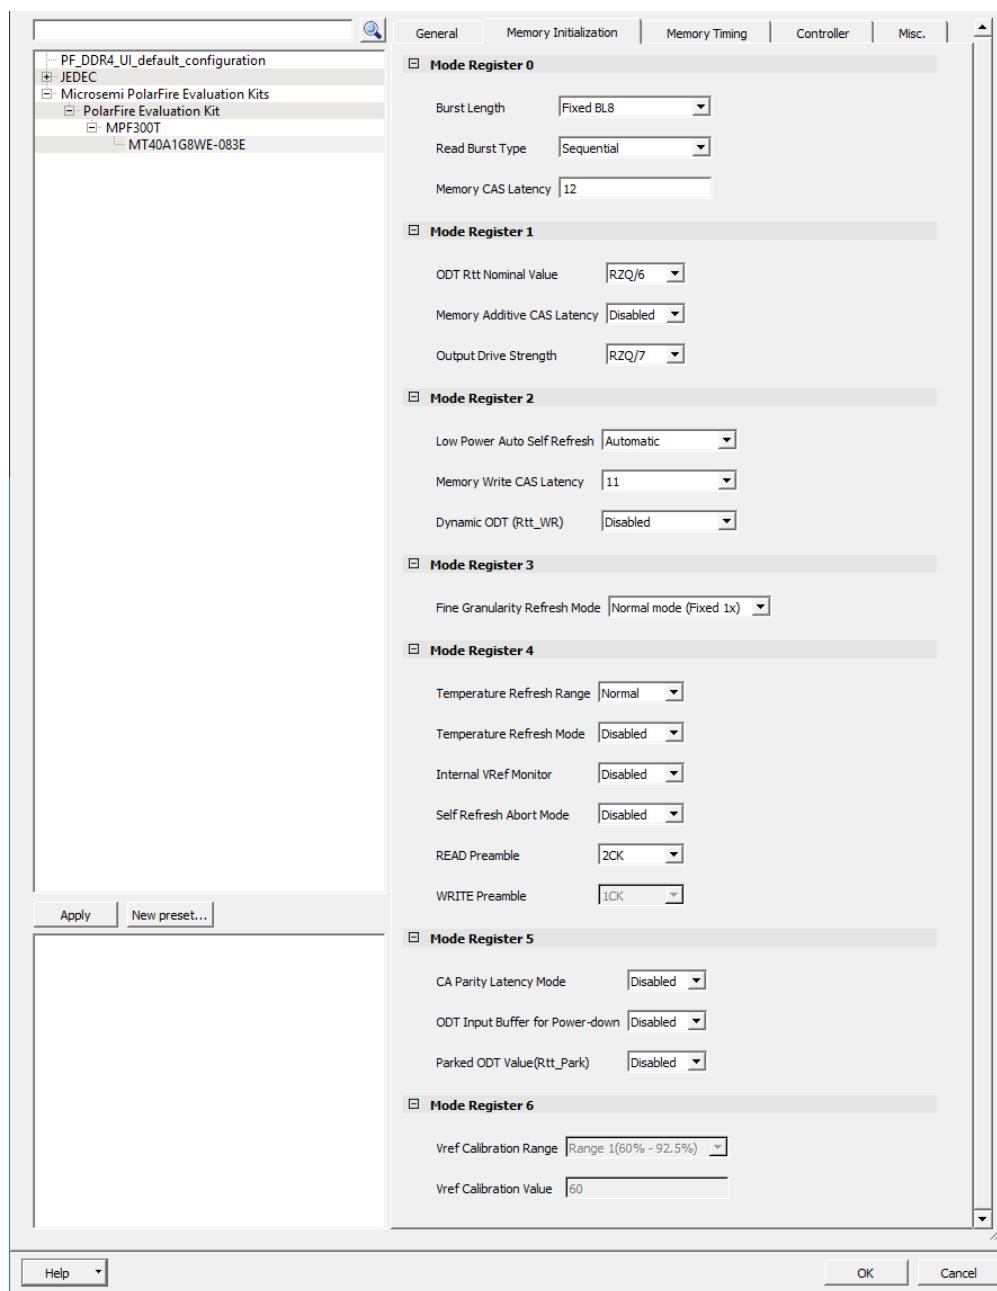 General Memory Initialization Memory Timing Controller Misc.
PF_DDR4_UI_default_configuration
JEDEC
Microsemi PolarFire Evaluation Kits
PolarFire Evaluation Kit
MPF300T
MT40A1G8WE-083E
Apply New preset...
Mode Register 0
Burst Length Fixed BL8
Read Burst Type Sequential
Memory CAS Latency 12
Mode Register 1
ODT Rtt Nominal Value RZQ/6
Memory Additive CAS Latency Disabled
Output Drive Strength RZQ/7
Mode Register 2
Low Power Auto Self Refresh Automatic
Memory Write CAS Latency 11
Dynamic ODT (Rtt_WR) Disabled
Mode Register 3
Fine Granularity Refresh Mode Normal mode (Fixed 1x)
Mode Register 4
Temperature Refresh Range Normal
Temperature Refresh Mode Disabled
Internal VRef Monitor Disabled
Self Refresh Abort Mode Disabled
READ Preamble 2CK
WRITE Preamble 1CK
Mode Register 5
CA Parity Latency Mode Disabled
ODT Input Buffer for Power-down Disabled
Parked ODT Value(Rtt_Park) Disabled
Mode Register 6
Vref Calibration Range Range 1(60% - 92.5%)
Vref Calibration Value 60
Help OK Cancel